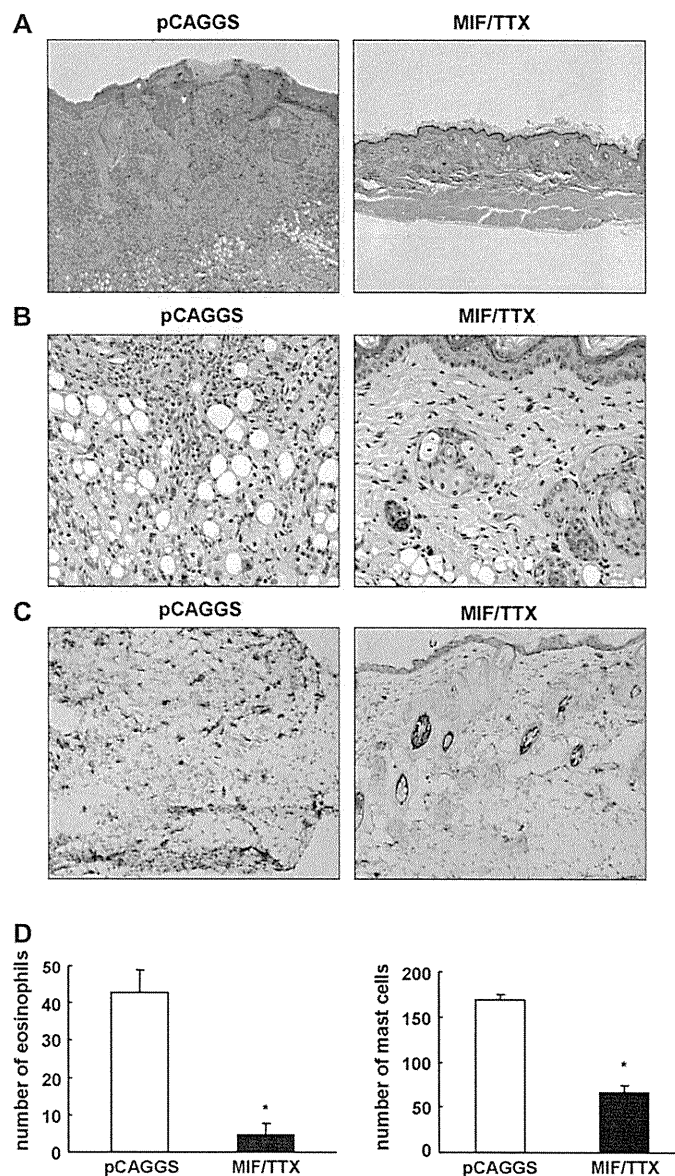 A
pCAGGS MIF/TTX
B
pCAGGS MIF/TTX
C
pCAGGS MIF/TTX
D
number of eosinophils
50
40
30
20
10
0
*
pCAGGS MIF/TTX
number of mast cells
200
150
100
50
0
*
pCAGGS MIF/TTX